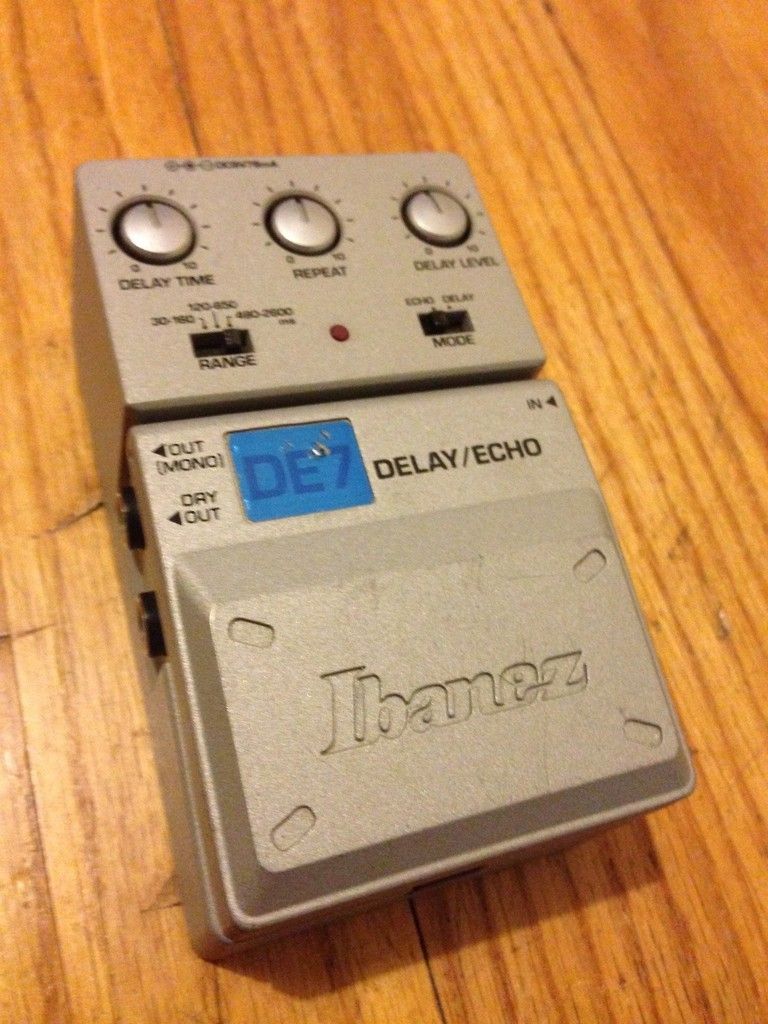 DC9V
0 10 0 10 0 10
DELAY TIME REPEAT DELAY LEVEL
120-650
30-160 480-2600
ms
RANGE
ECHO DELAY
MODE
IN
OUT
(MONO)
DE7 DELAY/ECHO
DRY
OUT
Ibanez